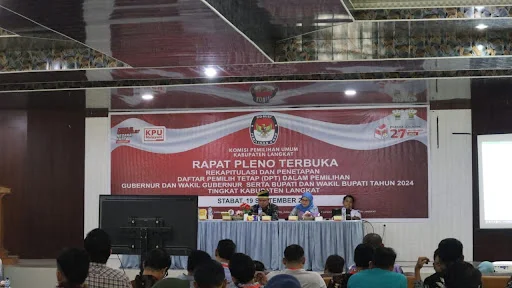 KPU
27
KOMISI PEMILIHAN UMUM
KABUPATEN LANGKAT
RAPAT PLENO TERBUKA
REKAPITULASI DAN PENETAPAN
DAFTAR PEMILIH TETAP (DPT) DALAM PEMILIHAN
GUBERNUR DAN WAKIL GUBERNUR SERTA BUPATI DAN WAKIL BUPATI TAHUN 2024
TINGKAT KABUPATEN LANGKAT
STABAT, 19